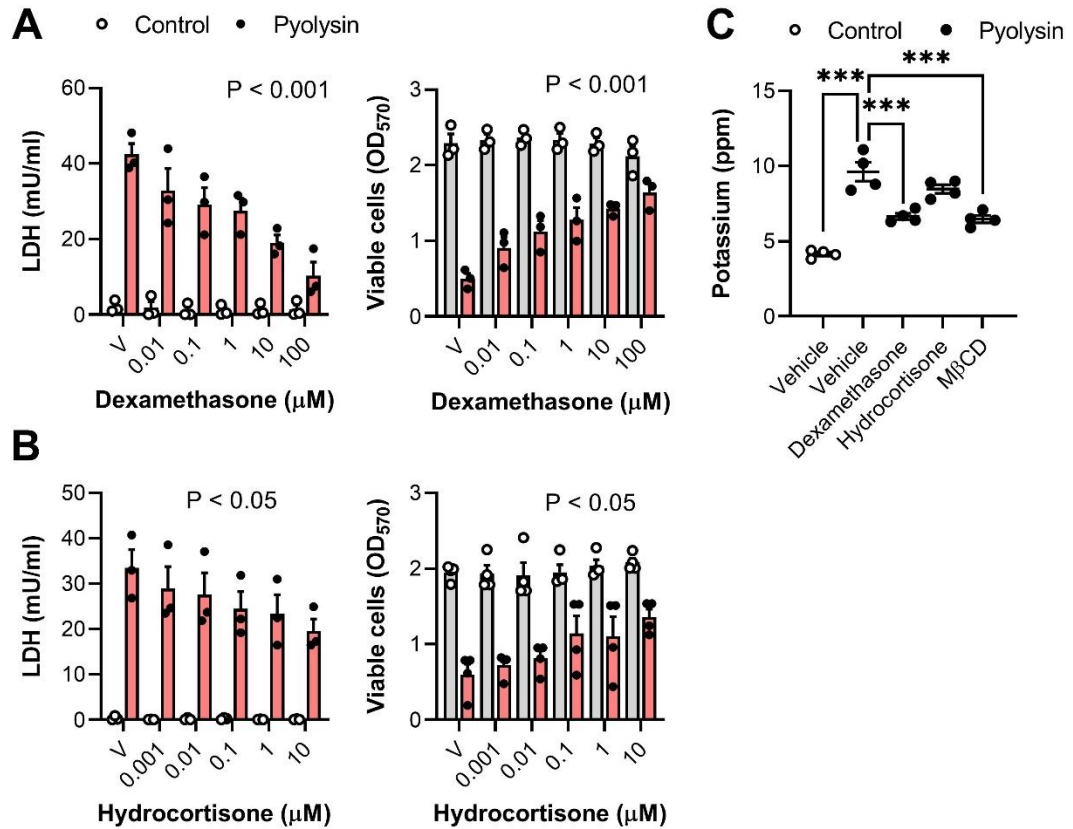 A
Control
Pyolysin
P < 0.001
LDH (mU/ml)
60
40
20
0
V
0.01
0.1
1
10
100
Dexamethasone (μM)
P < 0.001
Viable cells (OD570)
3
2
1
0
V
0.01
0.1
1
10
100
Dexamethasone (μM)
C
Control
Pyolysin
***
***
***
Potassium (ppm)
15
10
5
0
Vehicle
Vehicle
Dexamethasone
Hydrocortisone
MβCD
B
P < 0.05
LDH (mU/ml)
50
40
30
20
10
0
V
0.001
0.01
0.1
1
10
Hydrocortisone (μM)
P < 0.05
Viable cells (OD570)
3
2
1
0
V
0.001
0.01
0.1
1
10
Hydrocortisone (μM)